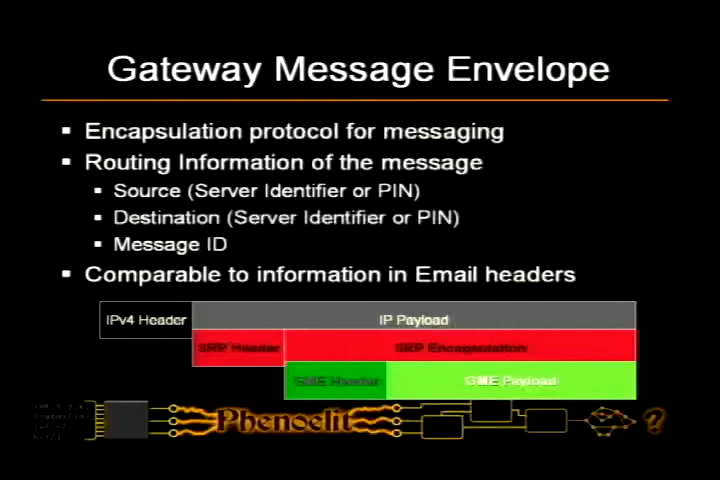 Gateway Message Envelope
Encapsulation protocol for messaging
Routing Information of the message
Source (Server Identifier or PIN)
Destination (Server Identifier or PIN)
Message ID
Comparable to information in Email headers
IPv4 Header IP Payload
SRP Header SRP Encapsulation
GME Header GME Payload
Phenoelit ?